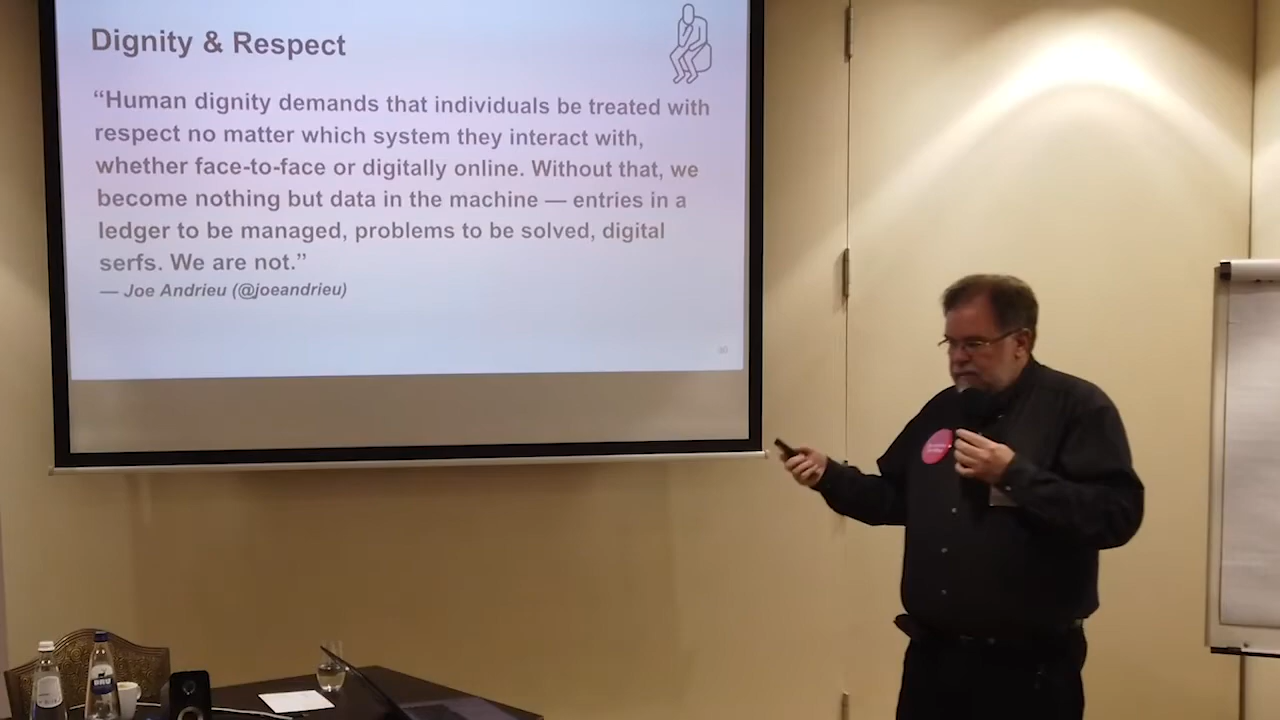 Dignity & Respect
“Human dignity demands that individuals be treated with
respect no matter which system they interact with,
whether face-to-face or digitally online. Without that, we
become nothing but data in the machine — entries in a
ledger to be managed, problems to be solved, digital
serfs. We are not.”
— Joe Andrieu (@joeandrieu)
BRU